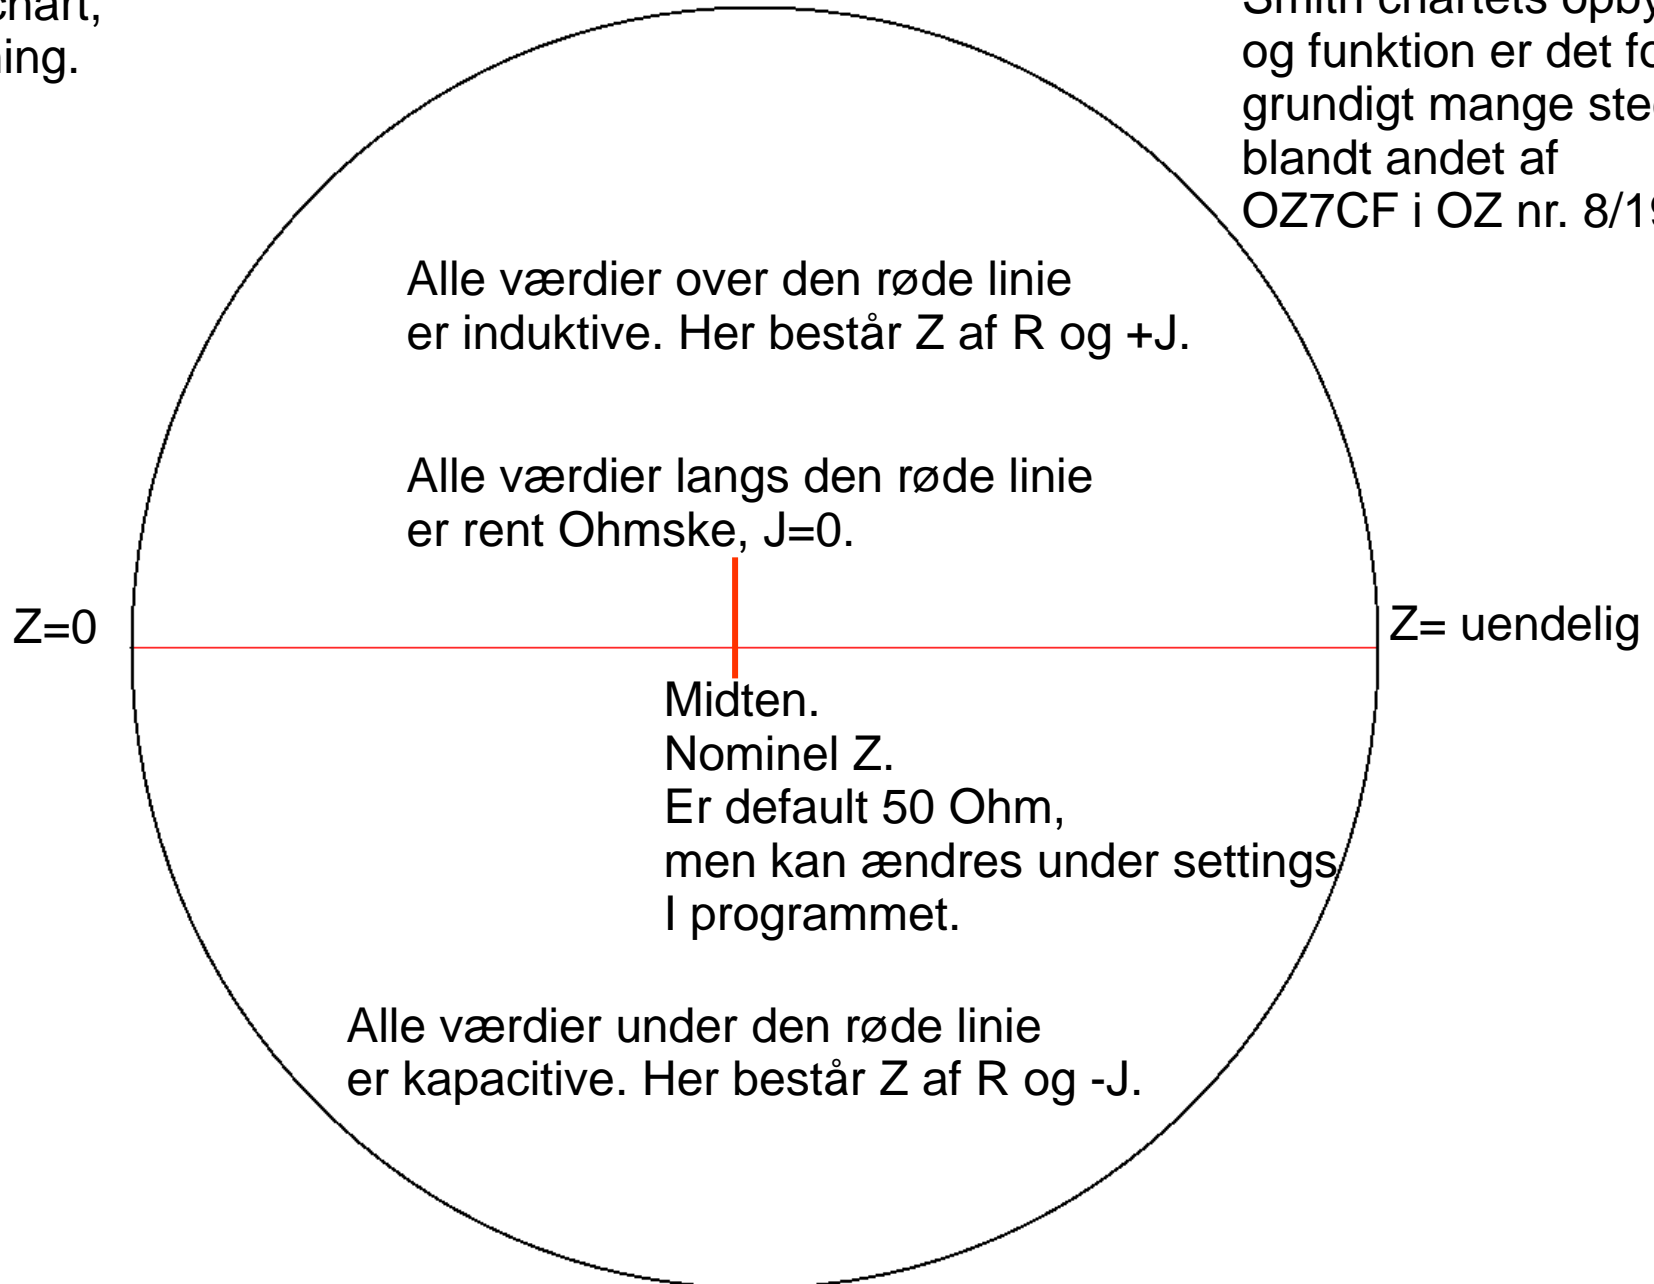 chart,
ning.
Smith chartets opby
og funktion er det fo
grundigt mange ste
blandt andet af
OZ7CF i OZ nr. 8/19
Alle værdier over den røde linie
er induktive. Her består Z af R og +J.
Alle værdier langs den røde linie
er rent Ohmske, J=0.
Z=0
Z= uendelig
Midten.
Nominel Z.
Er default 50 Ohm,
men kan ændres under settings
I programmet.
Alle værdier under den røde linie
er kapacitive. Her består Z af R og -J.